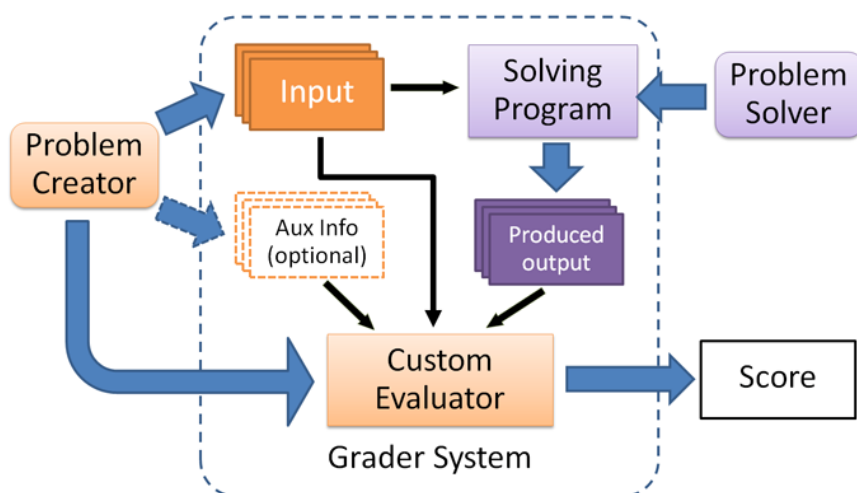 Input
Solving
Program
Problem
Solver
Problem
Creator
Aux Info
(optional)
Produced
output
Custom
Evaluator
Score
Grader System